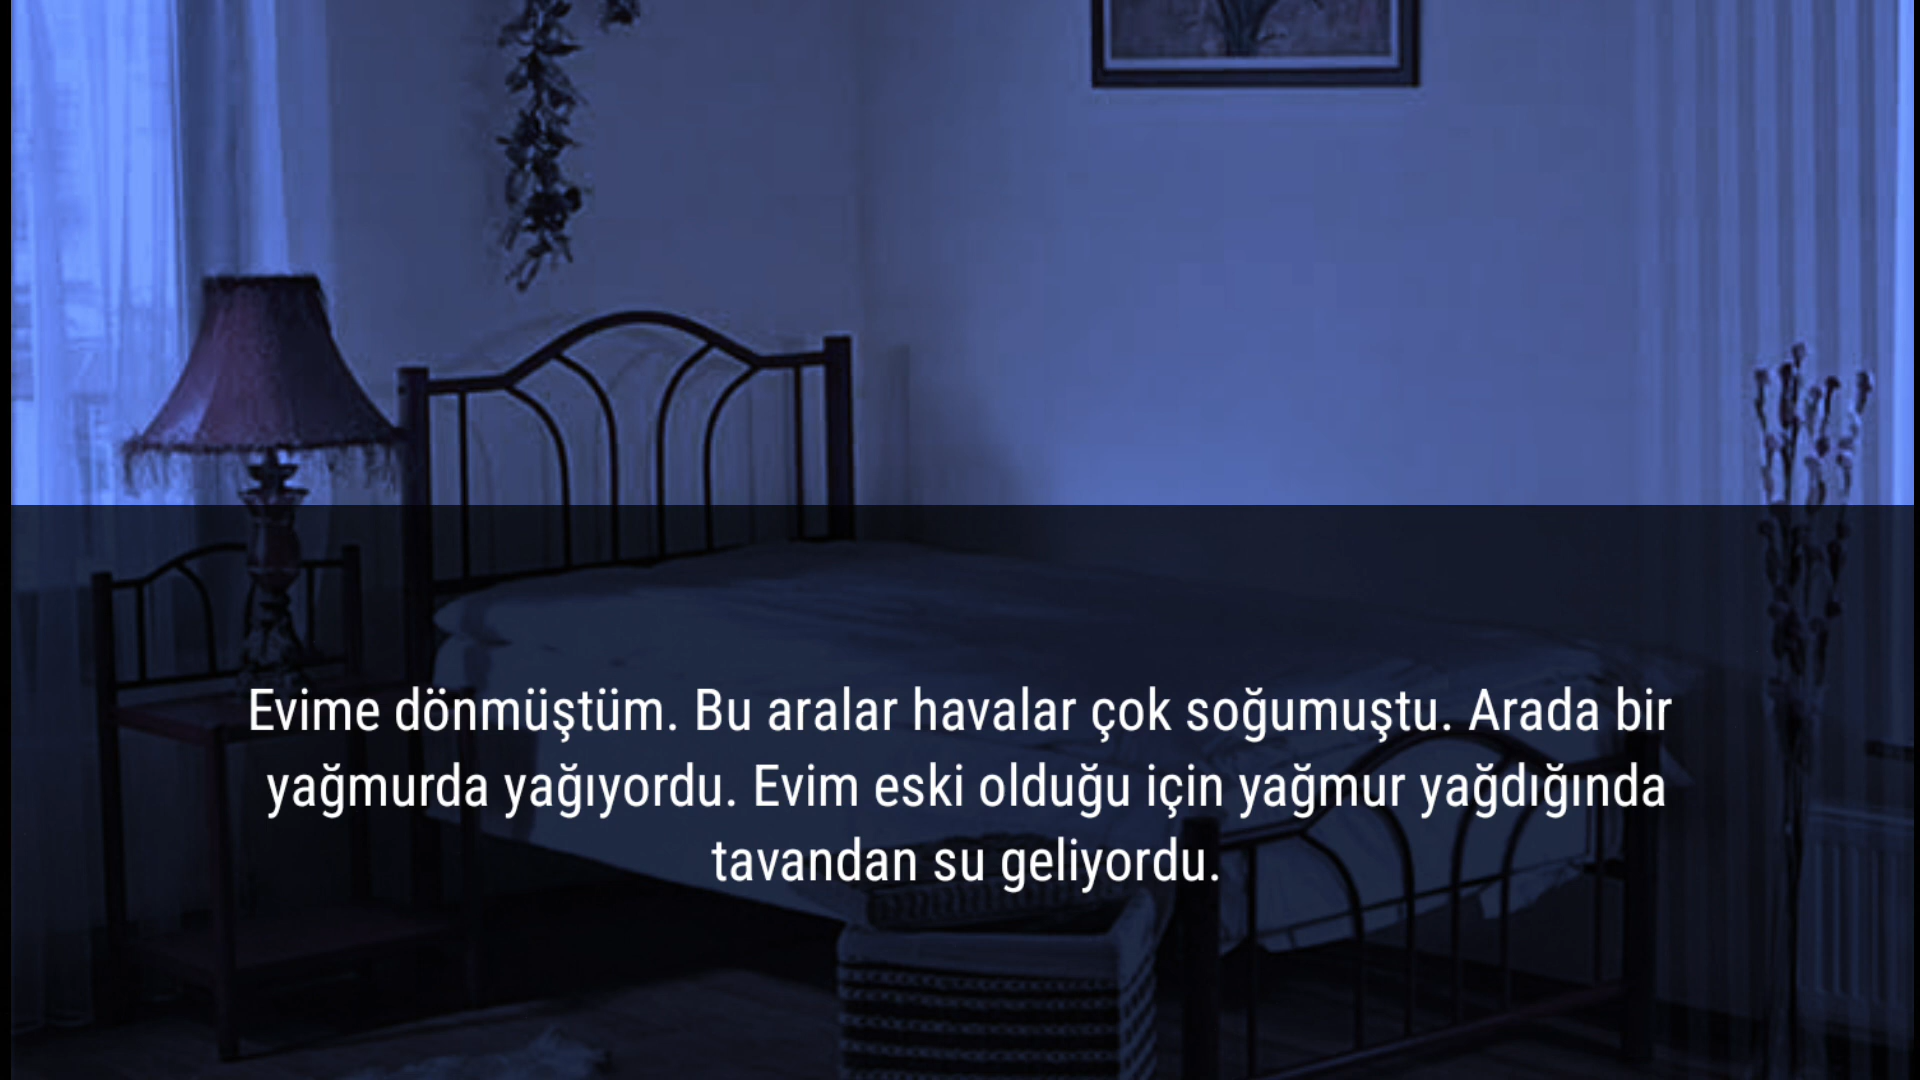 Evime dönmüştüm. Bu aralar havalar çok soğumuştu. Arada bir
yağmurda yağıyordu. Evim eski olduğu için yağmur yağdığında
tavandan su geliyordu.